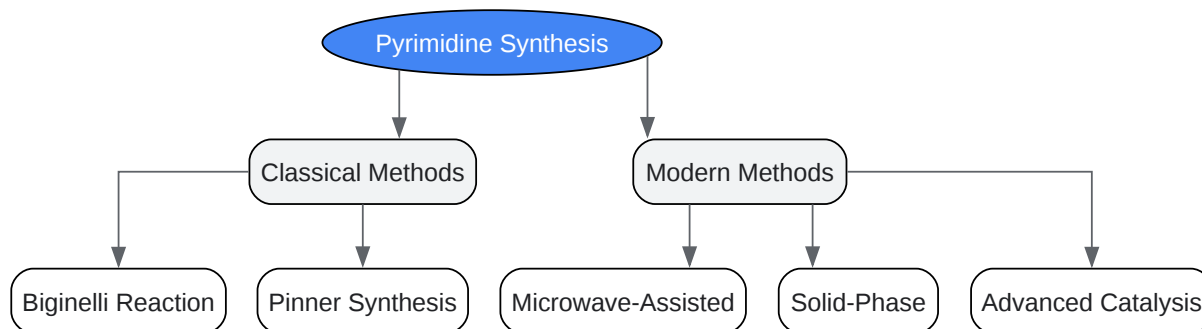 Pyrimidine Synthesis
Classical Methods
Modern Methods
Biginelli Reaction
Pinner Synthesis
Microwave-Assisted
Solid-Phase
Advanced Catalysis